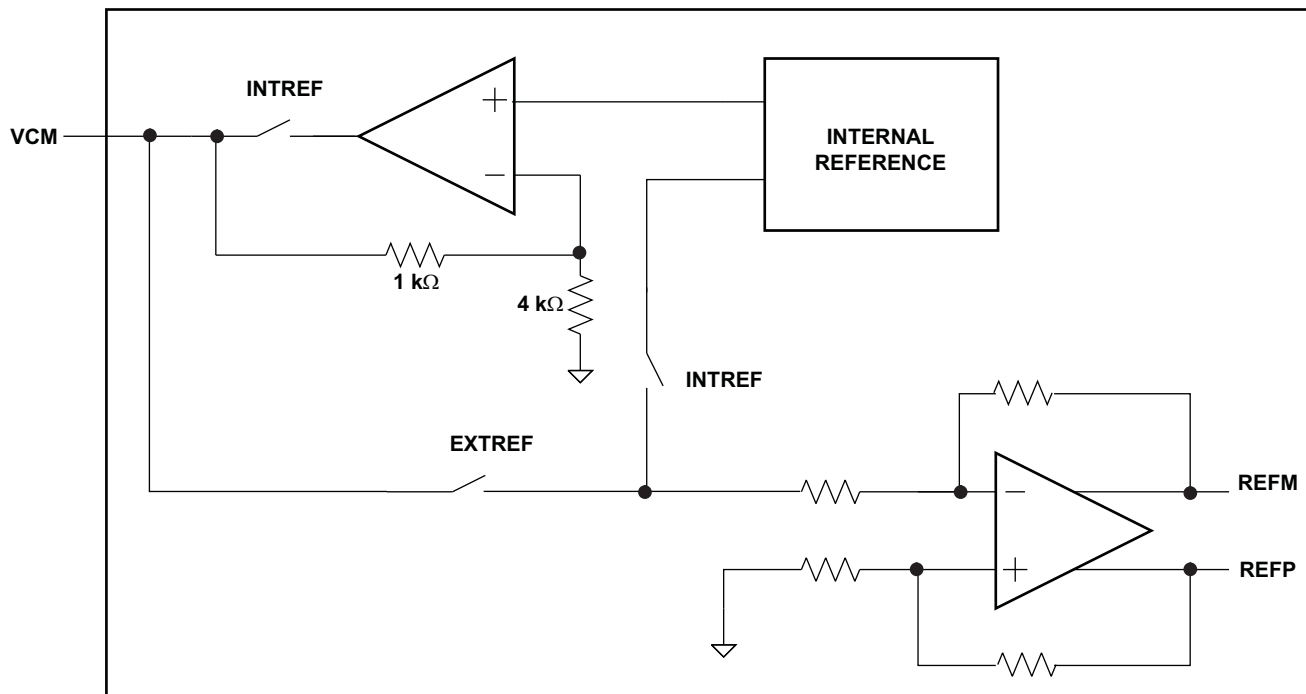 INTREF
VCM
+
−
INTERNAL
REFERENCE
1 kΩ
4 kΩ
INTREF
EXTREF
−
REFM
+
REFP